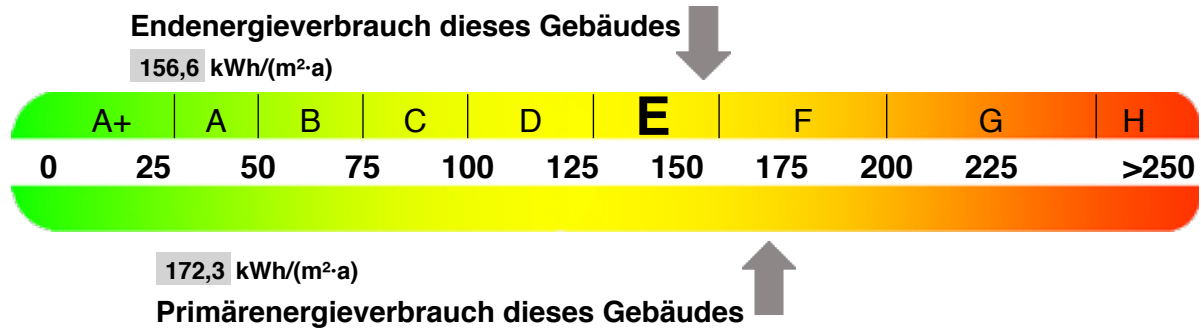 Endenergieverbrauch dieses Gebäudes
156,6 kWh/(m²·a)
A+ A B C D E F G H
0 25 50 75 100 125 150 175 200 225 >250
172,3 kWh/(m²·a)
Primärenergieverbrauch dieses Gebäudes